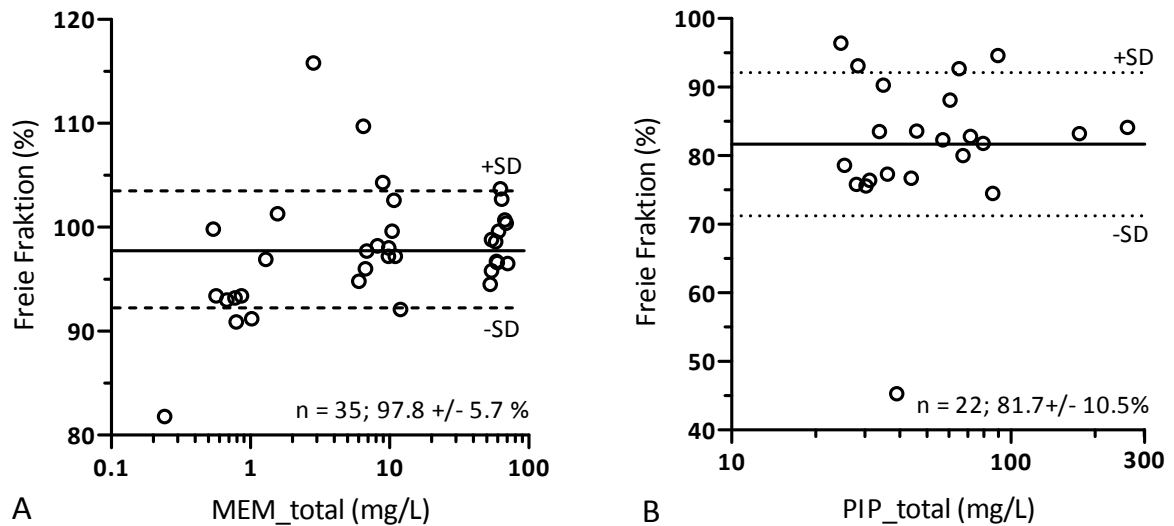 120
110
100
90
80
Freie Fraktion (%)
+SD
-SD
n = 35; 97.8 +/- 5.7 %
0.1 1 10 100
MEM_total (mg/L)
A
100
90
80
70
60
50
40
Freie Fraktion (%)
+SD
-SD
n = 22; 81.7+/- 10.5%
10 100 300
PIP_total (mg/L)
B